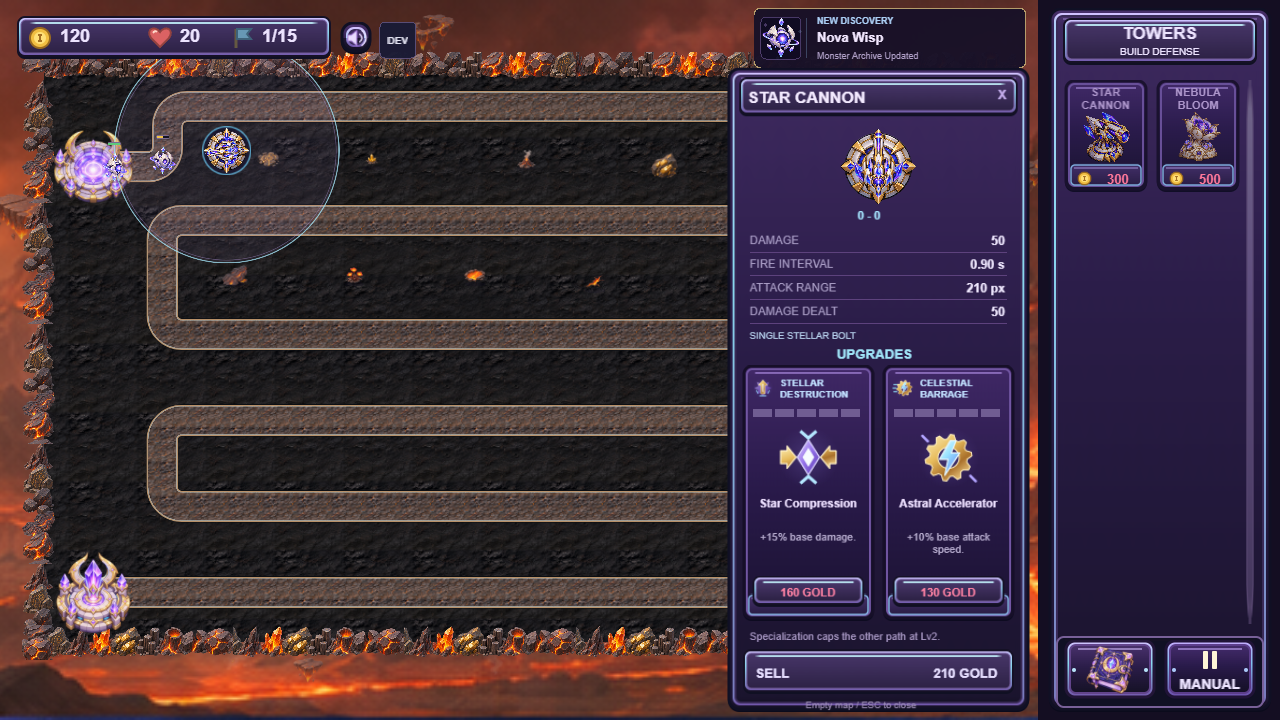 120
20
1/15
DEV
NEW DISCOVERY
Nova Wisp
Monster Archive Updated
STAR CANNON
X
0 - 0
DAMAGE 50
FIRE INTERVAL 0.90 s
ATTACK RANGE 210 px
DAMAGE DEALT 50
SINGLE STELLAR BOLT
UPGRADES
STELLAR
DESTRUCTION
Star Compression
+15% base damage.
160 GOLD
CELESTIAL
BARRAGE
Astral Accelerator
+10% base attack
speed.
130 GOLD
Specialization caps the other path at Lv2.
SELL 210 GOLD
Empty map / ESC to close
TOWERS
BUILD DEFENSE
STAR
CANNON
300
NEBULA
BLOOM
500
MANUAL